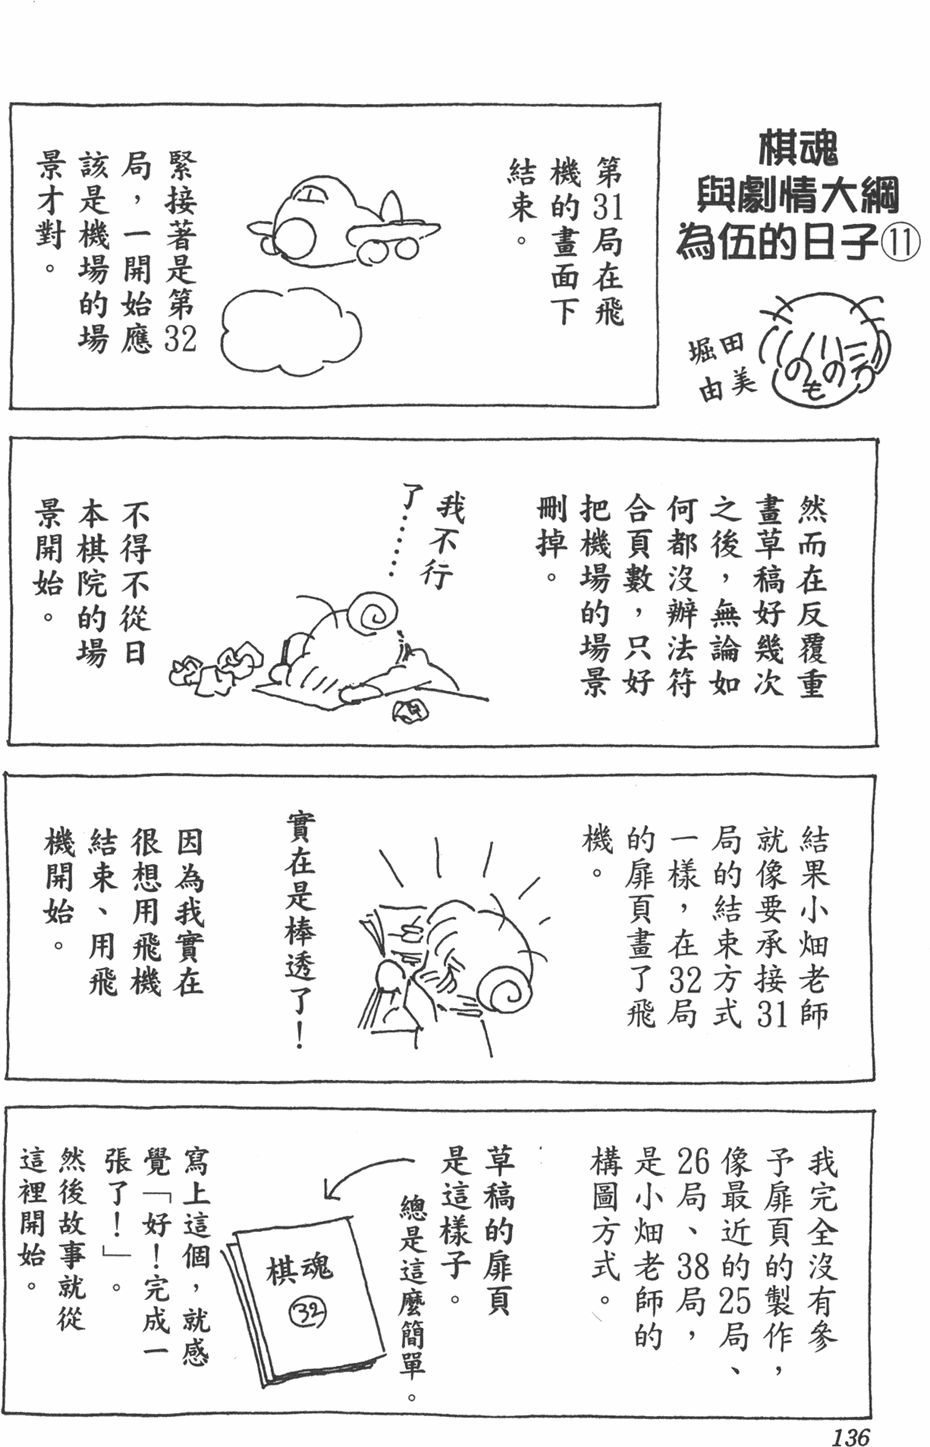 棋魂
與劇情大綱
為伍的日子⑪
堀田
由美
第31局在飛
機的畫面下
結束。
緊接著是第32
局，一開始應
該是機場的場
景才對。
然而在反覆重
畫草稿好幾次
之後，無論如
何都沒辦法符
合頁數，只好
把機場的場景
刪掉。
我不行
了……
不得不從日
本棋院的場
景開始。
結果小畑老師
就像要承接31
局的結束方式
一樣，在32局
的扉頁畫了飛
機。
實在是棒透了！
因為我實在
很想用飛機
結束、用飛
機開始。
我完全沒有參
予扉頁的製作，
像最近的25局、
26局、38局，
是小畑老師的
構圖方式。
草稿的扉頁
是這樣子。
總是這麼簡單。
棋魂
㉜
寫上這個，就感
覺「好！完成一
張了！」。
然後故事就從
這裡開始。
136